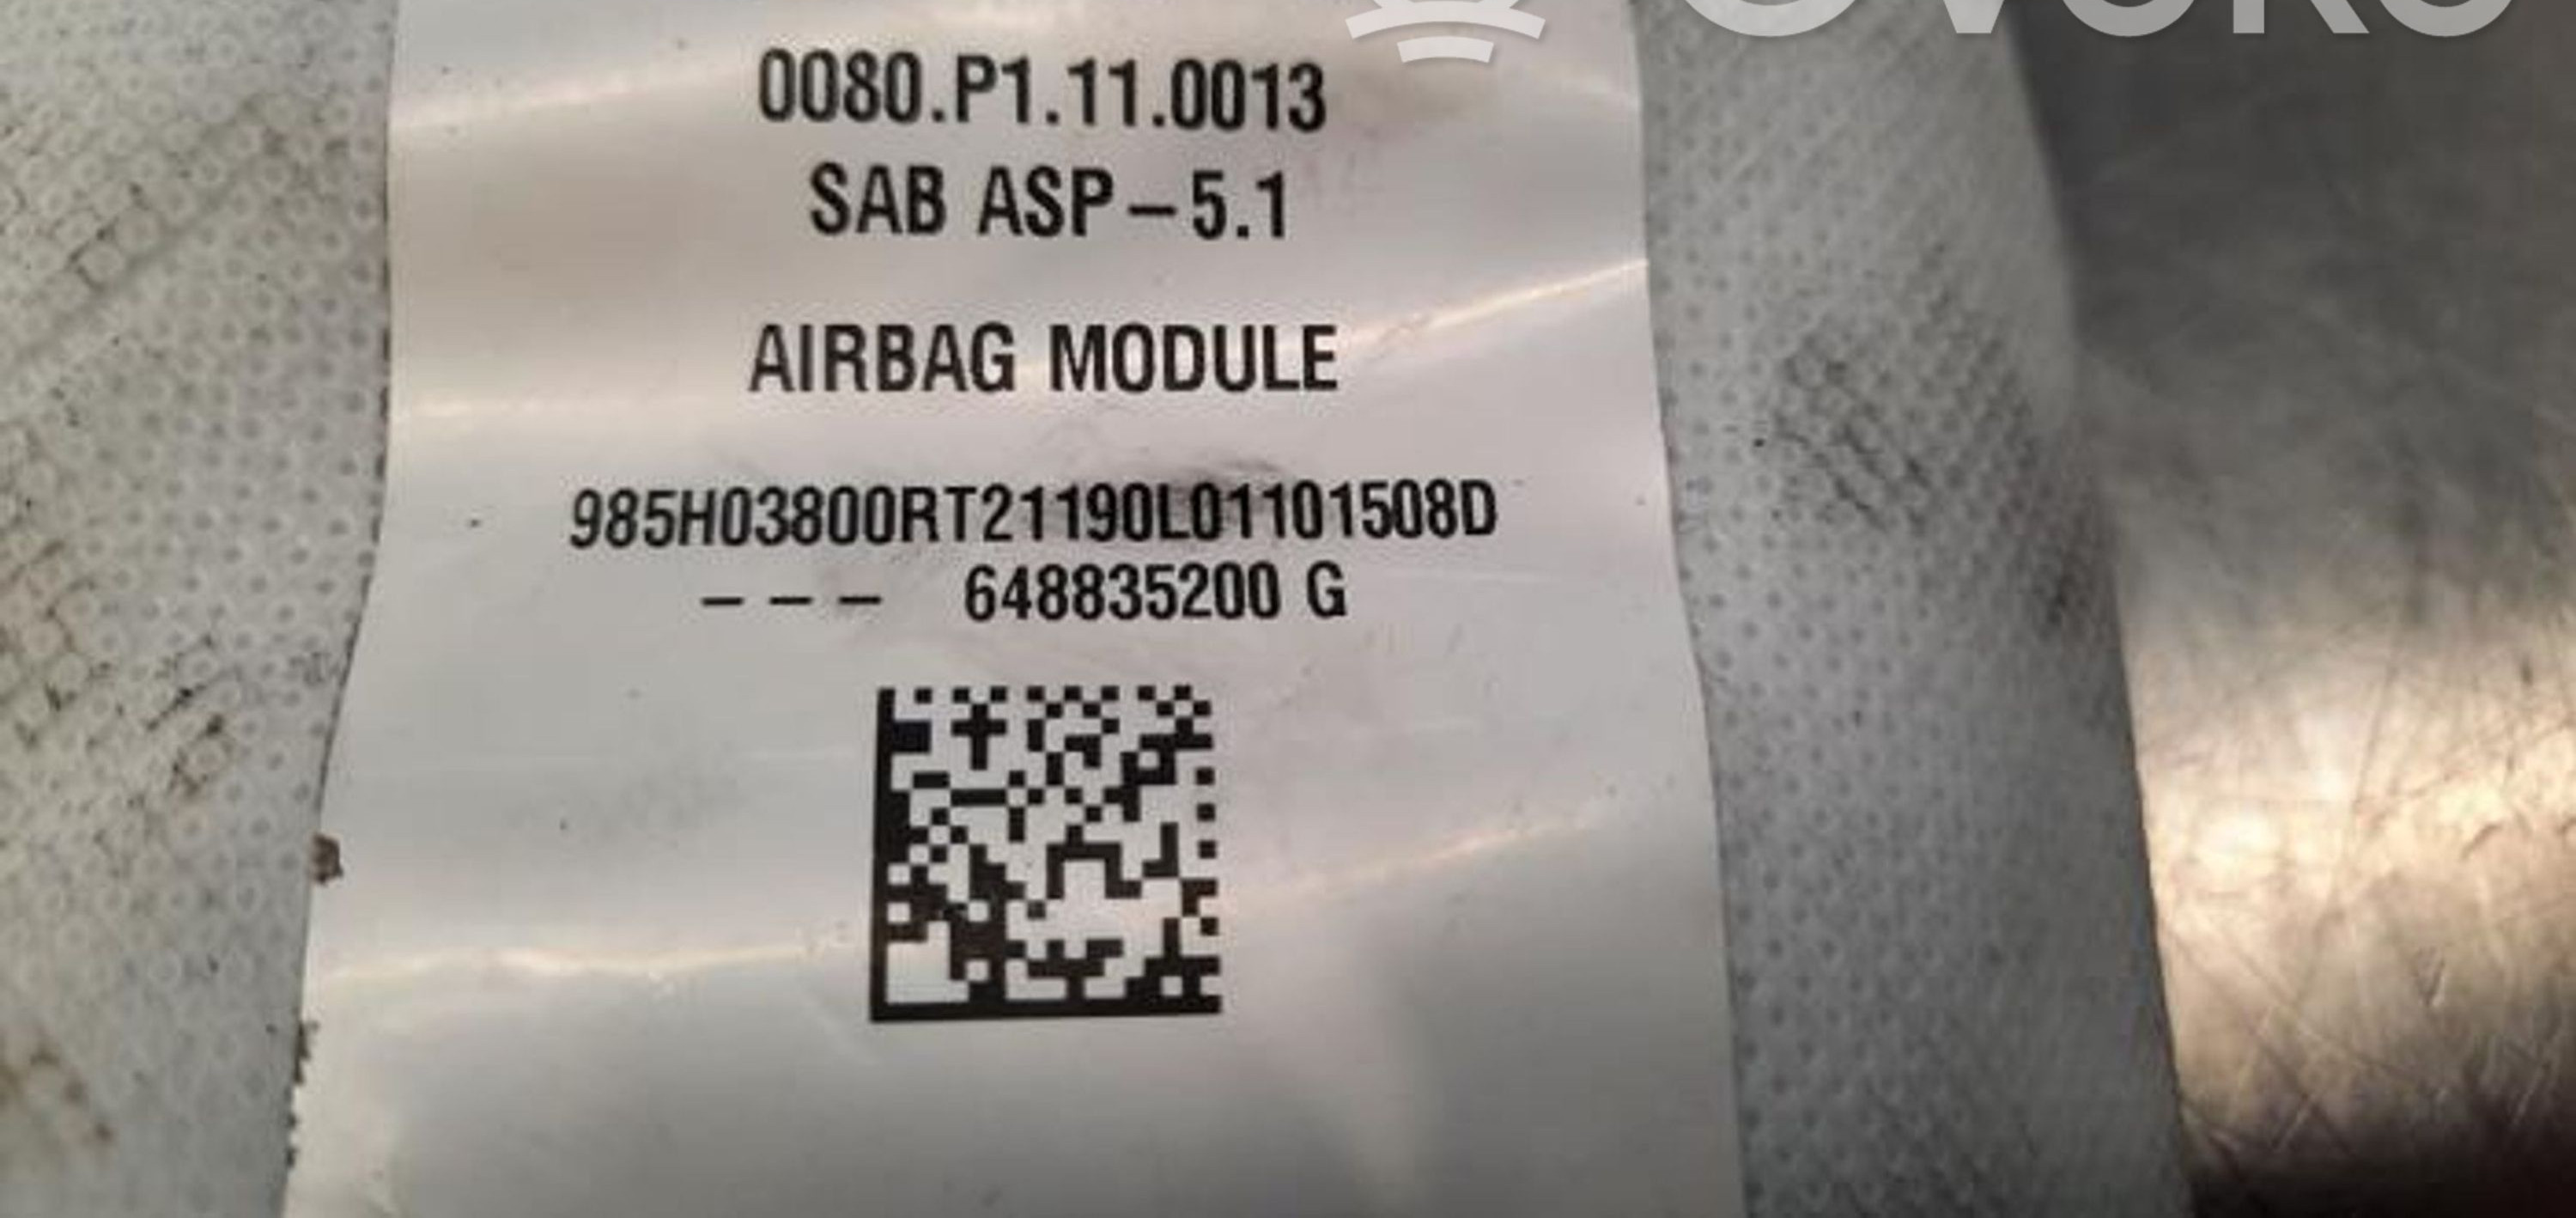 0080.P1.11.0013
SAB ASP-5.1
AIRBAG MODULE
985H03800RT21190L01101508D
--- 648835200 G